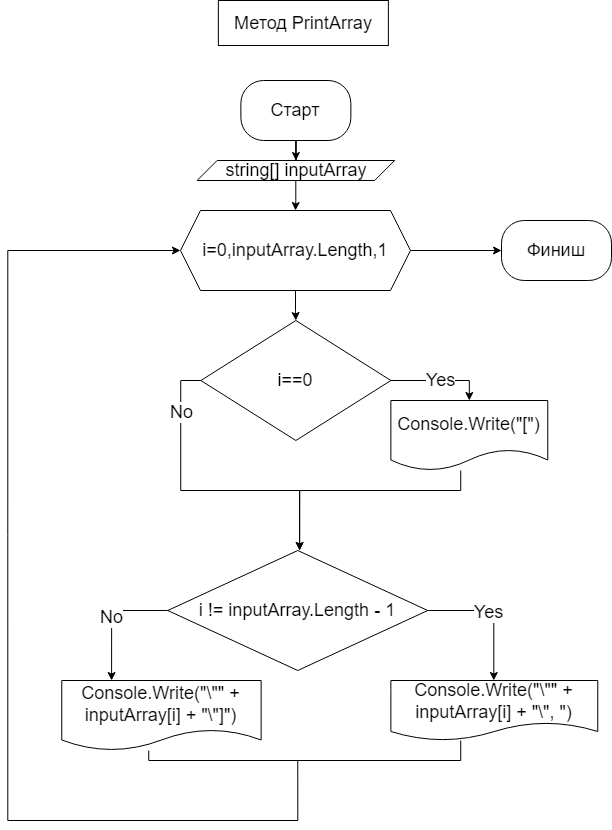 Метод PrintArray
Старт
string[] inputArray
i=0,inputArray.Length,1
Финиш
i==0
Yes
No
Console.Write("[")
i != inputArray.Length - 1
No
Yes
Console.Write("\"" +
inputArray[i] + "\"]")
Console.Write("\"" +
inputArray[i] + "\", ")